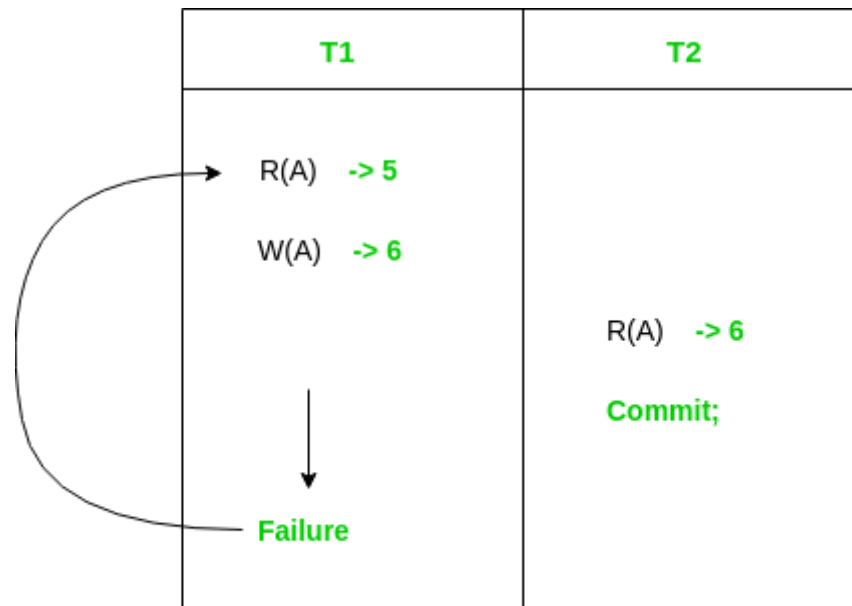 T1 T2
R(A) -> 5
W(A) -> 6
R(A) -> 6
Commit;
Failure